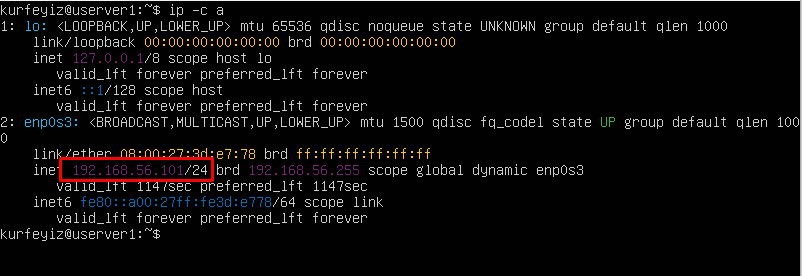 kurfeyiz@userver1:~$ ip -c a
1: lo: <LOOPBACK,UP,LOWER_UP> mtu 65536 qdisc noqueue state UNKNOWN group default qlen 1000
link/loopback 00:00:00:00:00:00 brd 00:00:00:00:00:00
inet 127.0.0.1/8 scope host lo
valid_lft forever preferred_lft forever
inet6 ::1/128 scope host
valid_lft forever preferred_lft forever
2: enp0s3: <BROADCAST,MULTICAST,UP,LOWER_UP> mtu 1500 qdisc fq_codel state UP group default qlen 100
0
link/ether 08:00:27:3d:e7:78 brd ff:ff:ff:ff:ff:ff
inet 192.168.56.101/24 brd 192.168.56.255 scope global dynamic enp0s3
valid_lft 1147sec preferred_lft 1147sec
inet6 fe80::a00:27ff:fe3d:e778/64 scope link
valid_lft forever preferred_lft forever
kurfeyiz@userver1:~$